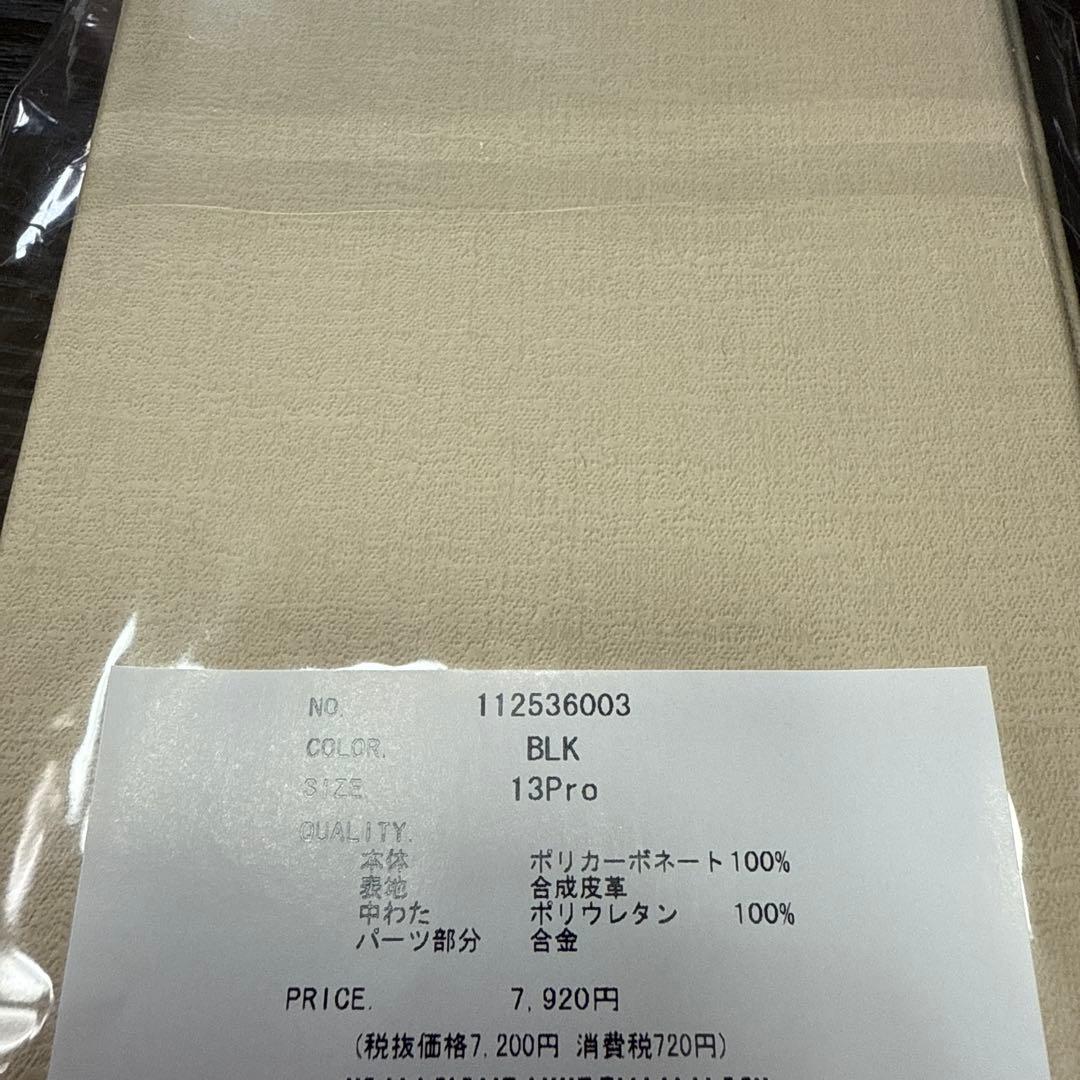 NO. 112536003
COLOR. BLK
SIZE 13Pro
QUALITY.
本体 ポリカーボネート100%
表地 合成皮革
中わた ポリウレタン 100%
パーツ部分 合金
PRICE. 7,920円
(税抜価格7,200円 消費税720円)